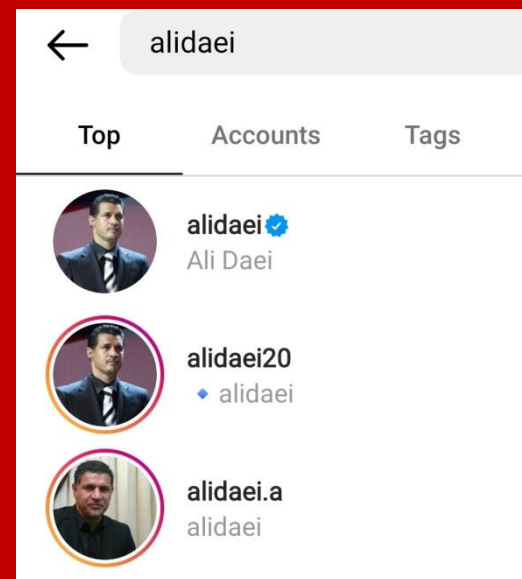 alidaei
Top Accounts Tags
alidaei
Ali Daei
alidaei20
🔹 alidaei
alidaei.a
alidaei